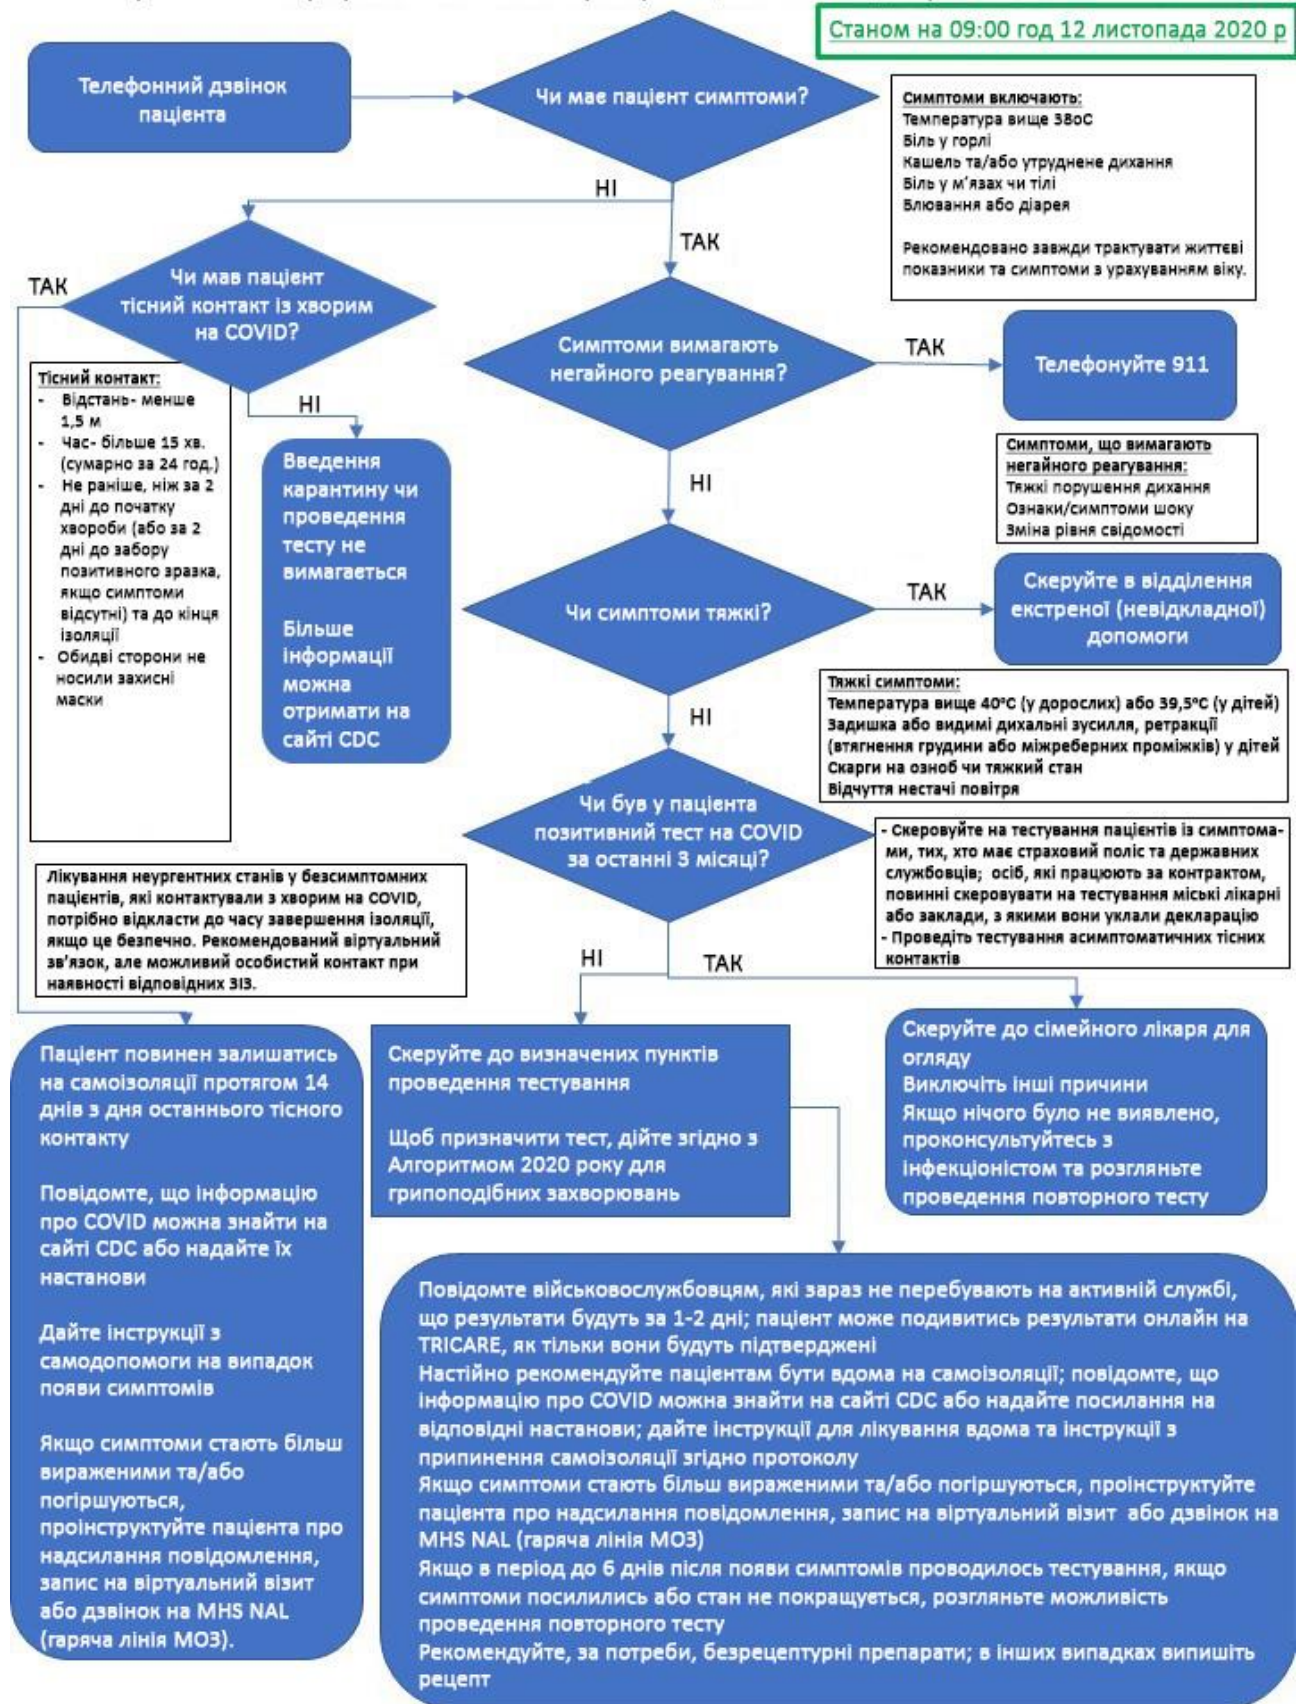 Станом на 09:00 год 12 листопада 2020 р
Телефонний дзвінок
пацієнта
Чи має пацієнт симптоми?
Симптоми включають:
Температура вище 38оС
Біль у горлі
Кашель та/або утруднене дихання
Біль у м'язах чи тілі
Блювання або діарея
Рекомендовано завжди трактувати життєві
показники та симптоми з урахуванням віку.
НІ
ТАК
ТАК
Чи мав пацієнт
тісний контакт із хворим
на COVID?
Симптоми вимагають
негайного реагування?
ТАК
Телефонуйте 911
Тісний контакт:
- Відстань- менше
1,5 м
- Час- більше 15 хв.
(сумарно за 24 год.)
- Не раніше, ніж за 2
дні до початку
хвороби (або за 2
дні до забору
позитивного зразка,
якщо симптоми
відсутні) та до кінця
ізоляції
- Обидві сторони не
носили захисні
маски
НІ
Введення
карантину чи
проведення
тесту не
вимагається
Більше
інформації
можна
отримати на
сайті CDC
НІ
Симптоми, що вимагають
негайного реагування:
Тяжкі порушення дихання
Ознаки/симптоми шоку
Зміна рівня свідомості
Чи симптоми тяжкі?
ТАК
Скеруйте в відділення
екстреної (невідкладної)
допомоги
НІ
Тяжкі симптоми:
Температура вище 40°С (у дорослих) або 39,5°С (у дітей)
Задишка або видимі дихальні зусилля, ретракції
(втягнення грудини або міжреберних проміжків) у дітей
Скарги на озноб чи тяжкий стан
Відчуття нестачі повітря
Чи був у пацієнта
позитивний тест на COVID
за останні 3 місяці?
- Скеровуйте на тестування пацієнтів із симптома-
ми, тих, хто має страховий поліс та державних
службовців; осіб, які працюють за контрактом,
повинні скеровувати на тестування міські лікарні
або заклади, з якими вони уклали декларацію
- Проведіть тестування асимптоматичних тісних
контактів
Лікування неургентних станів у безсимптомних
пацієнтів, які контактували з хворим на COVID,
потрібно відкласти до часу завершення ізоляції,
якщо це безпечно. Рекомендований віртуальний
зв'язок, але можливий особистий контакт при
наявності відповідних ЗІЗ.
НІ
ТАК
Пацієнт повинен залишатись
на самоізоляції протягом 14
днів з дня останнього тісного
контакту
Повідомте, що інформацію
про COVID можна знайти на
сайті CDC або надайте їх
настанови
Дайте інструкції з
самодопомоги на випадок
появи симптомів
Якщо симптоми стають більш
вираженими та/або
погіршуються,
проінструктуйте пацієнта про
надсилання повідомлення,
запис на віртуальний візит
або дзвінок на MHS NAL
(гаряча лінія МОЗ).
Скеруйте до визначених пунктів
проведення тестування
Щоб призначити тест, дійте згідно з
Алгоритмом 2020 року для
грипоподібних захворювань
Скеруйте до сімейного лікаря для
огляду
Виключіть інші причини
Якщо нічого було не виявлено,
проконсультуйтесь з
інфекціоністом та розгляньте
проведення повторного тесту
Повідомте військовослужбовцям, які зараз не перебувають на активній службі,
що результати будуть за 1-2 дні; пацієнт може подивитись результати онлайн на
TRICARE, як тільки вони будуть підтверджені
Настійно рекомендуйте пацієнтам бути вдома на самоізоляції; повідомте, що
інформацію про COVID можна знайти на сайті CDC або надайте посилання на
відповідні настанови; дайте інструкції для лікування вдома та інструкції з
припинення самоізоляції згідно протоколу
Якщо симптоми стають більш вираженими та/або погіршуються, проінструктуйте
пацієнта про надсилання повідомлення, запис на віртуальний візит або дзвінок на
MHS NAL (гаряча лінія МОЗ)
Якщо в період до 6 днів після появи симптомів проводилось тестування, якщо
симптоми посилились або стан не покращується, розгляньте можливість
проведення повторного тесту
Рекомендуйте, за потреби, безрецептурні препарати; в інших випадках випишіть
рецепт